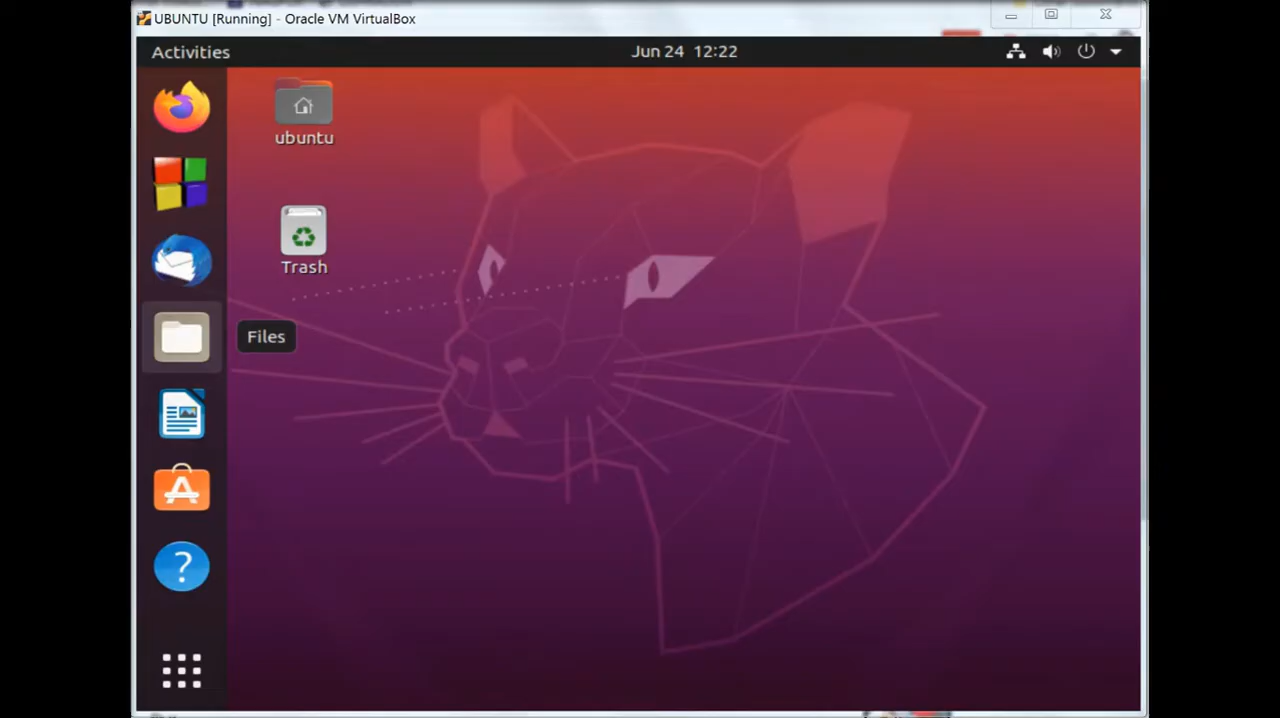 UBUNTU [Running] - Oracle VM VirtualBox
Activities
Jun 24 12:22
ubuntu
Trash
Files